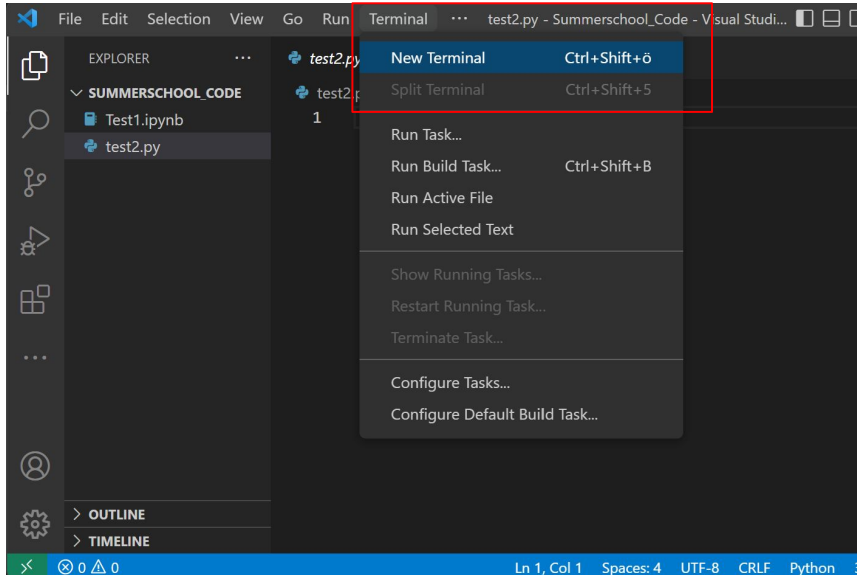 File Edit Selection View Go Run Terminal ··· test2.py - Summerschool_Code - Visual Studi...
EXPLORER ···
SUMMERSCHOOL_CODE
Test1.ipynb
test2.py
OUTLINE
TIMELINE
test2.py
test2.p
1
New Terminal Ctrl+Shift+ö
Split Terminal Ctrl+Shift+5
Run Task...
Run Build Task... Ctrl+Shift+B
Run Active File
Run Selected Text
Show Running Tasks...
Restart Running Task...
Terminate Task...
Configure Tasks...
Configure Default Build Task...
0 0 Ln 1, Col 1 Spaces: 4 UTF-8 CRLF Python